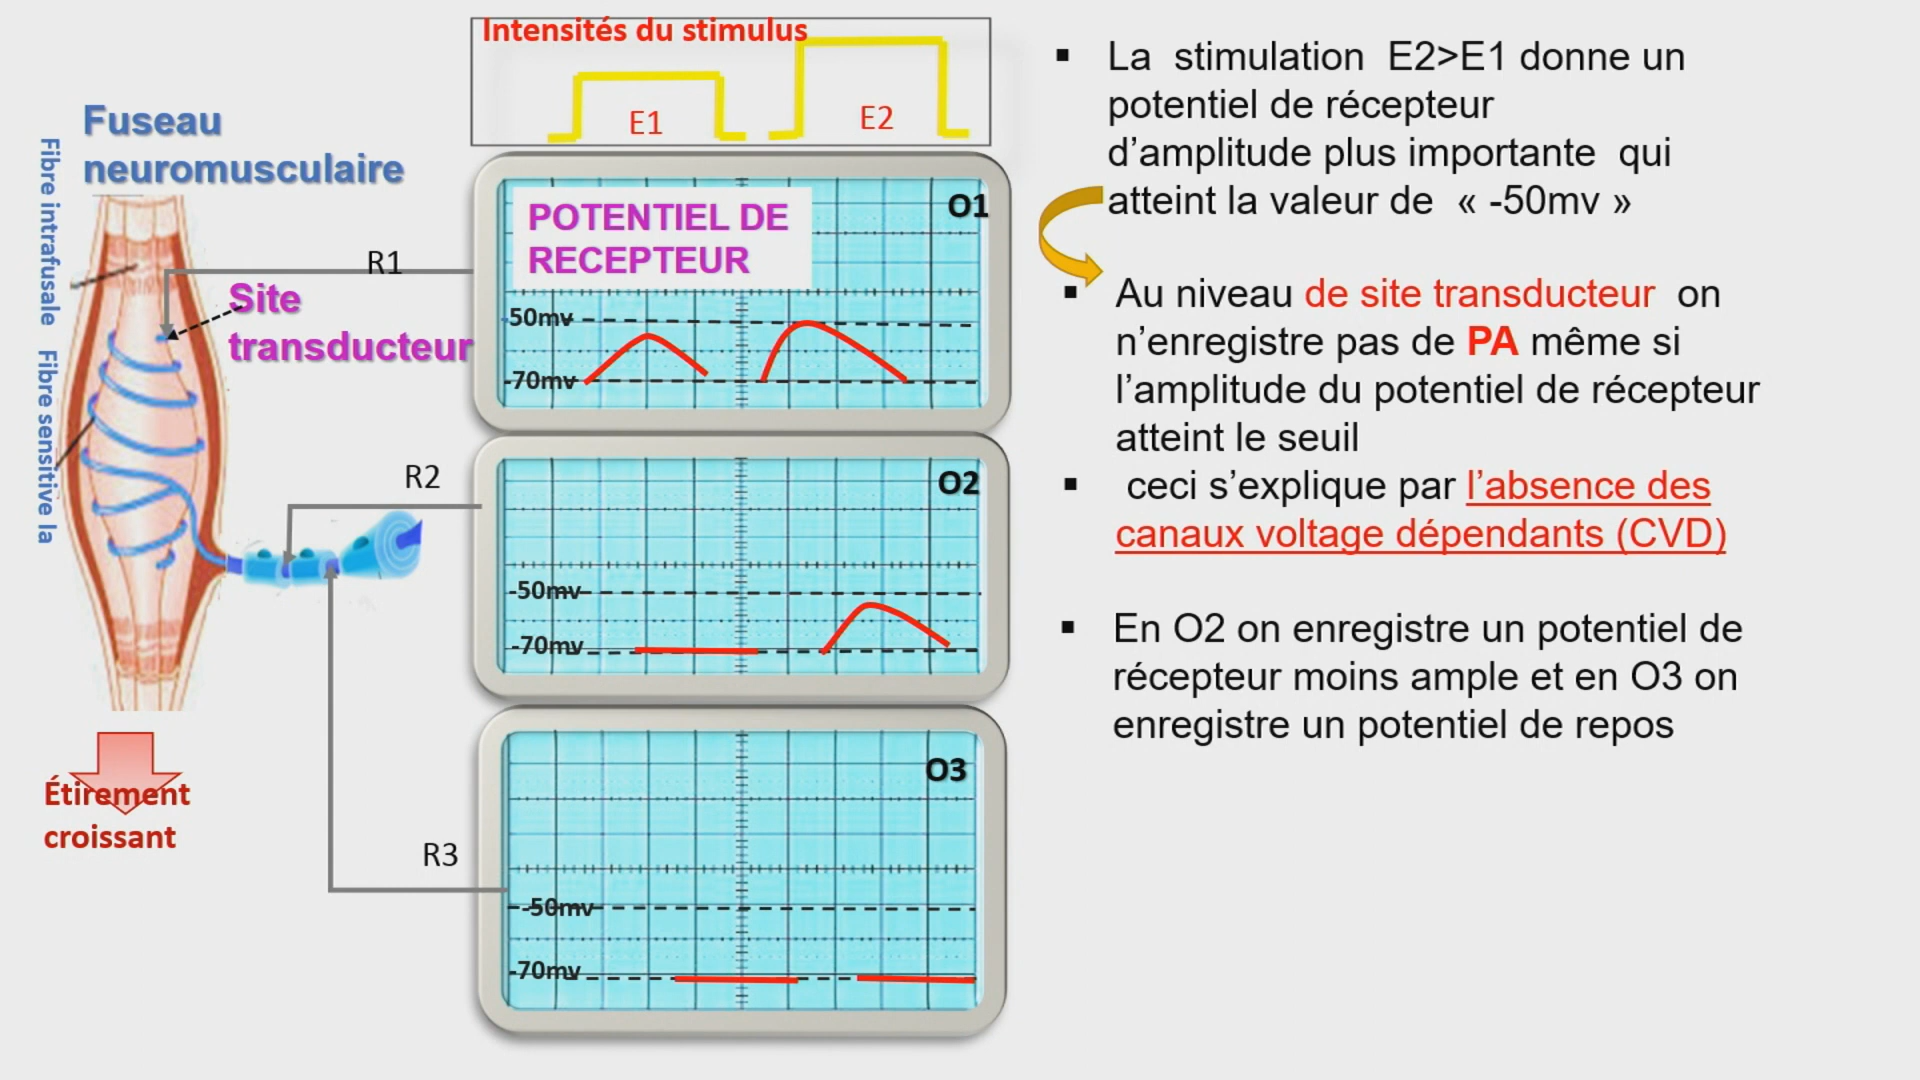 Intensités du stimulus
E1
E2
Fuseau
neuromusculaire
Fibre intrafusale
Fibre sensitive Ia
R1
Site
transducteur
R2
R3
Étirement
croissant
POTENTIEL DE
RECEPTEUR
O1
-50mv
-70mv
O2
-50mv
-70mv
O3
-50mv
-70mv
▪ La stimulation E2>E1 donne un
potentiel de récepteur
d’amplitude plus importante qui
atteint la valeur de « -50mv »
▪ Au niveau de site transducteur on
n’enregistre pas de PA même si
l’amplitude du potentiel de récepteur
atteint le seuil
▪ ceci s’explique par l’absence des
canaux voltage dépendants (CVD)
▪ En O2 on enregistre un potentiel de
récepteur moins ample et en O3 on
enregistre un potentiel de repos